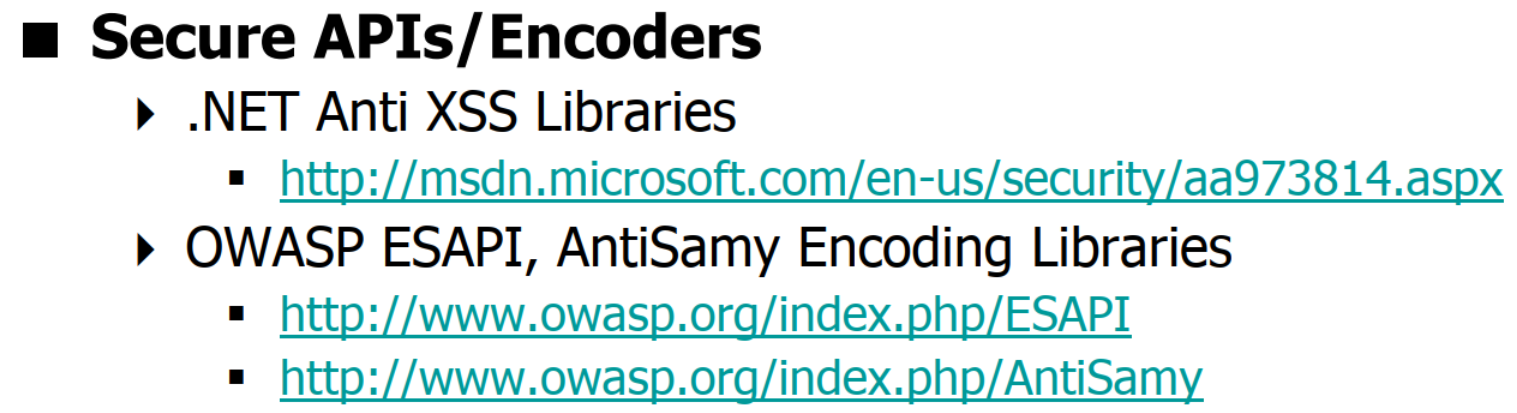 ■ Secure APIs/Encoders
▶ .NET Anti XSS Libraries
▪ http://msdn.microsoft.com/en-us/security/aa973814.aspx
▶ OWASP ESAPI, AntiSamy Encoding Libraries
▪ http://www.owasp.org/index.php/ESAPI
▪ http://www.owasp.org/index.php/AntiSamy